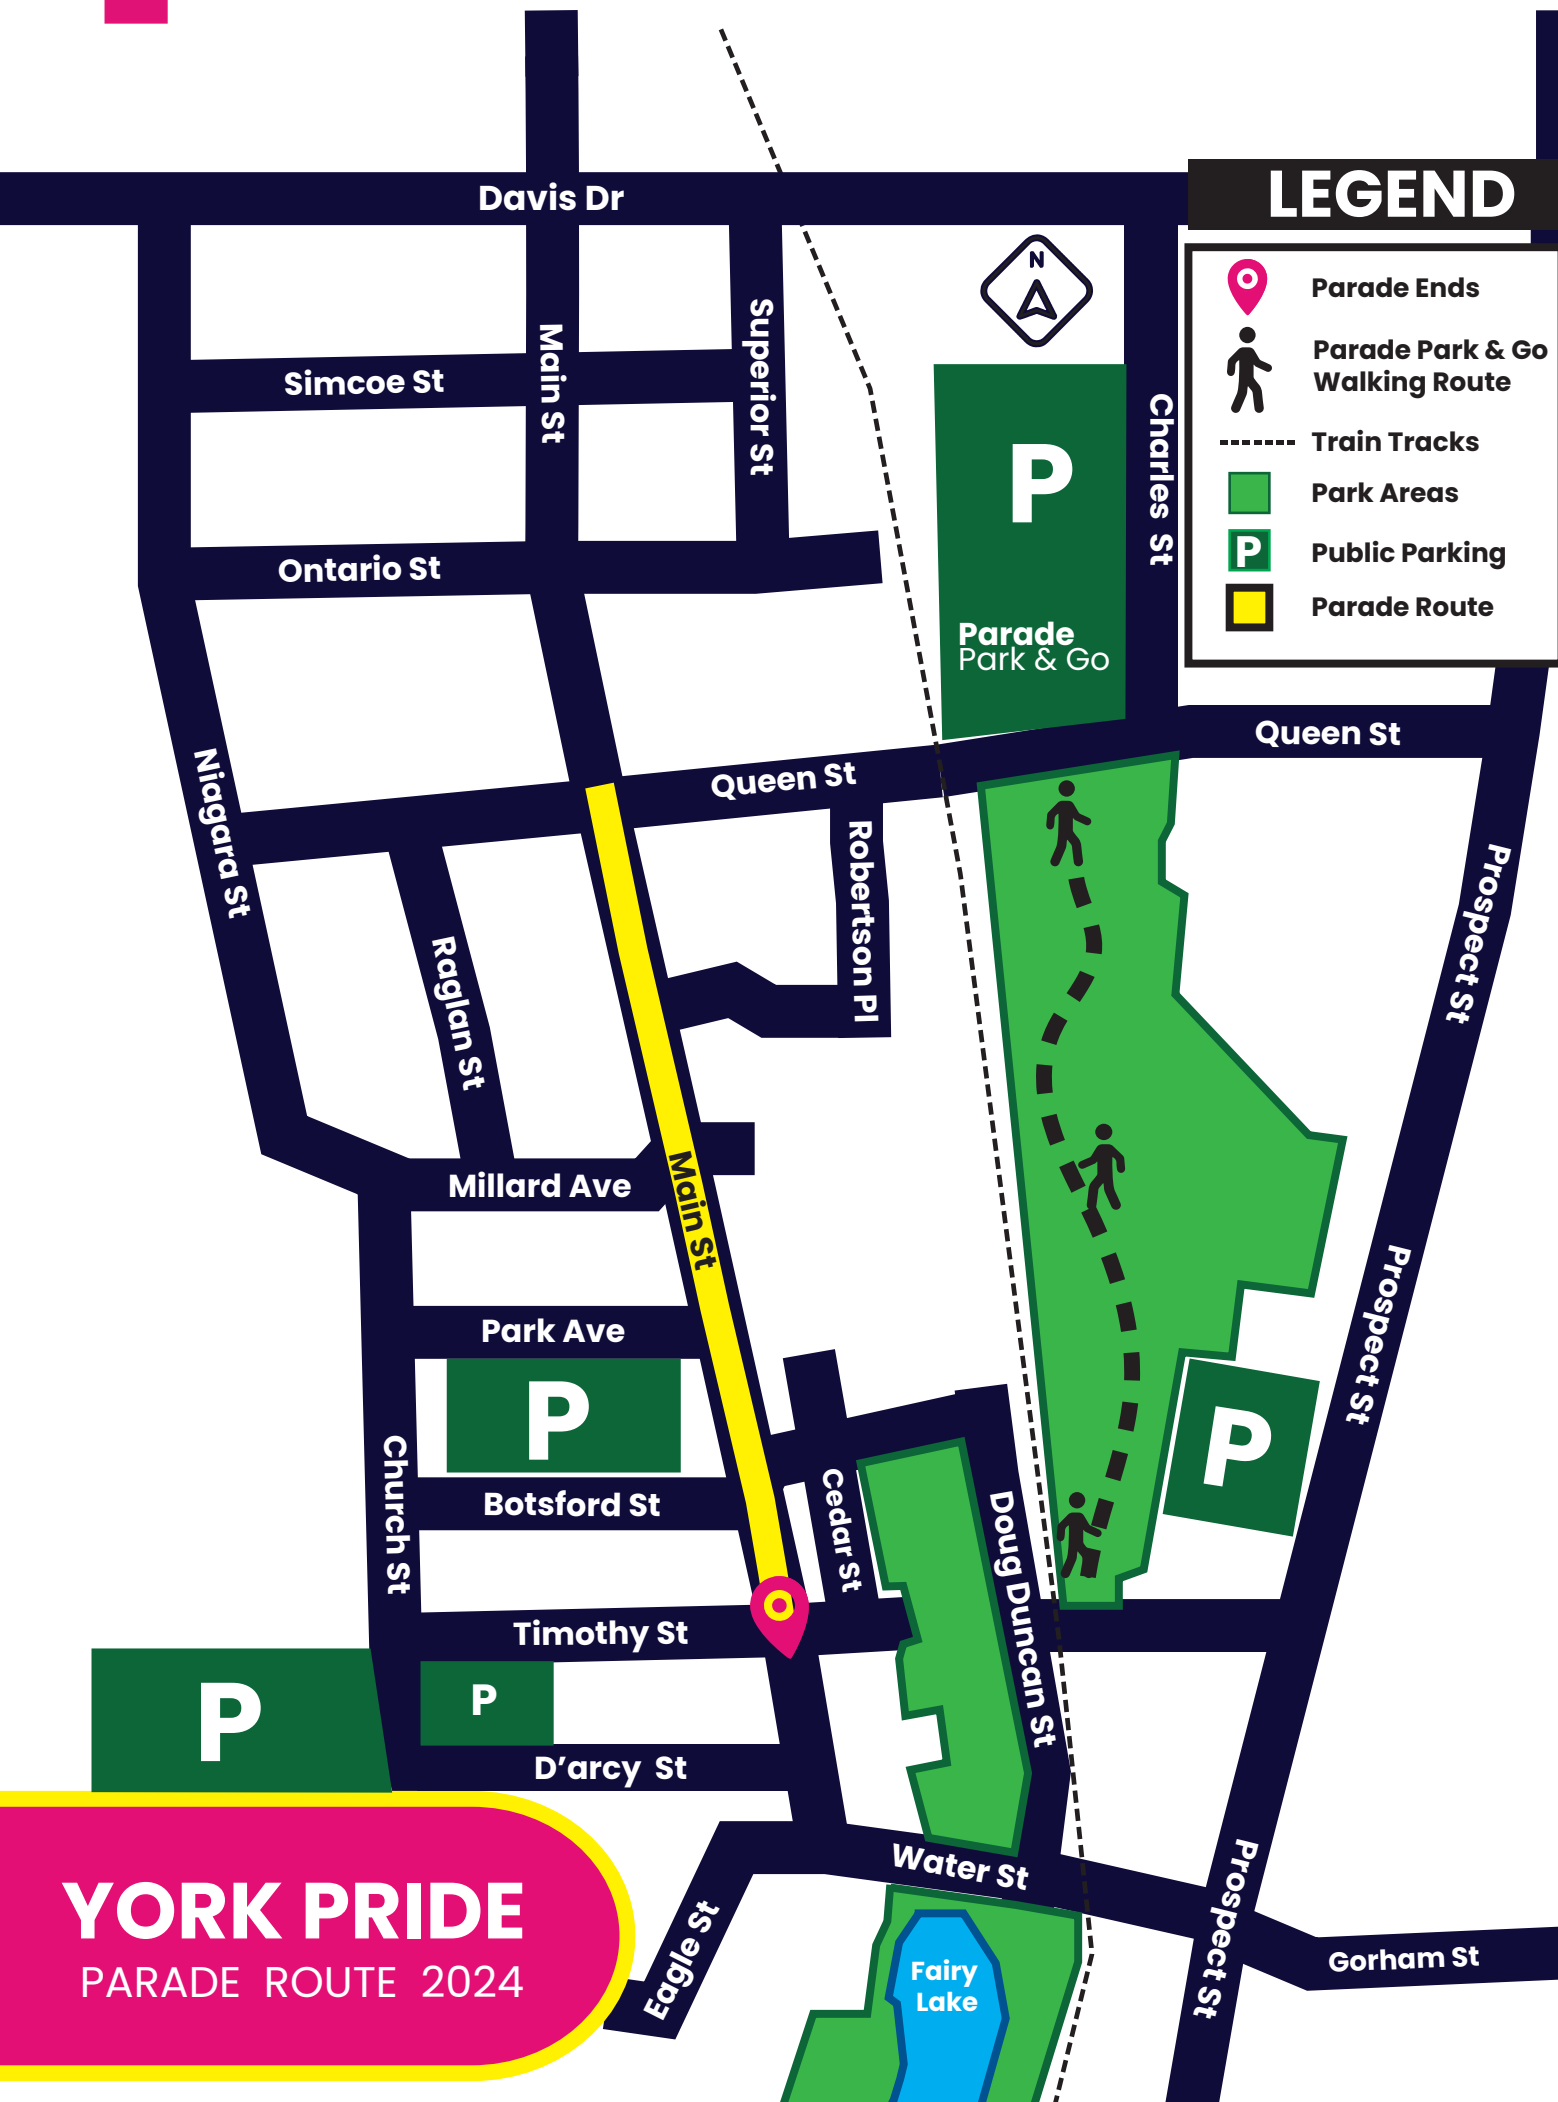 Davis Dr
LEGEND
N
Parade Ends
Parade Park & Go
Walking Route
Train Tracks
Park Areas
P
Public Parking
Parade Route
Main St
Superior St
Simcoe St
Charles St
P
Parade
Park & Go
Ontario St
Queen St
Queen St
Niagara St
Robertson Pl
Raglan St
Prospect St
Millard Ave
Main St
Prospect St
Park Ave
P
P
Church St
Botsford St
Cedar St
Doug Duncan St
Timothy St
P
P
D'arcy St
Water St
Prospect St
YORK PRIDE
PARADE ROUTE 2024
Eagle St
Fairy
Lake
Gorham St